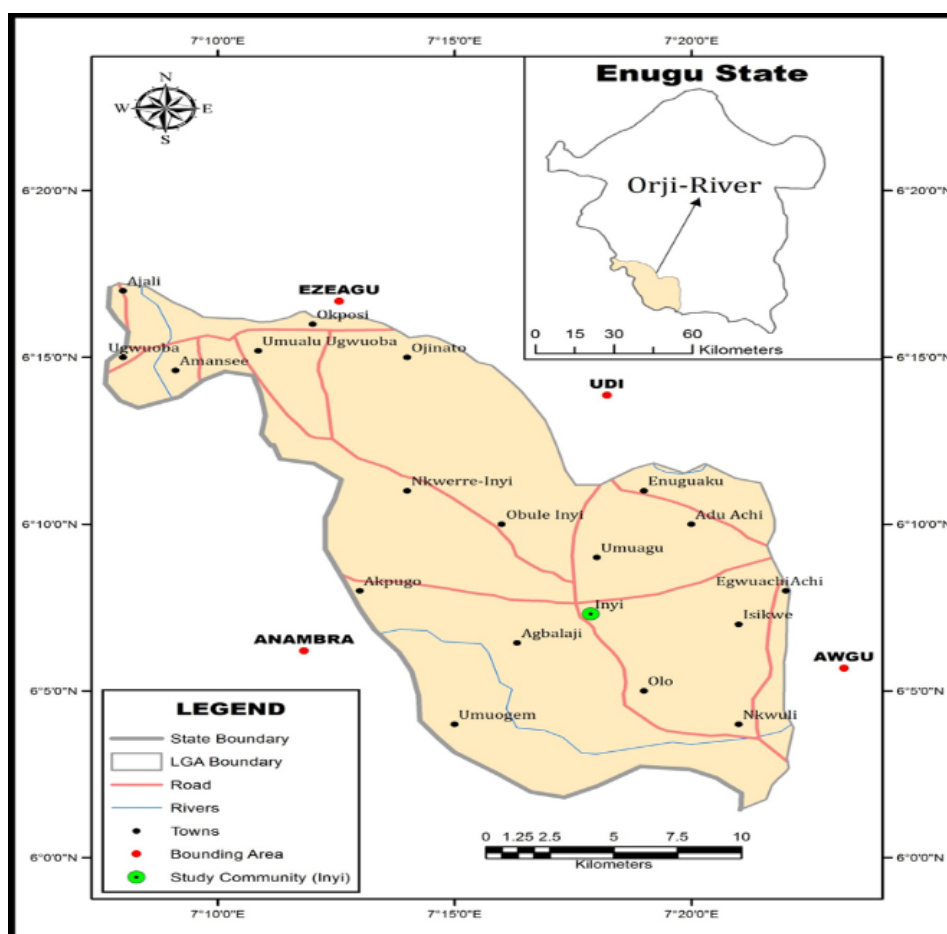 7°10'0"E 7°15'0"E 7°20'0"E
N
W E
S
Enugu State
Orji-River
0 15 30 60
Kilometers
6°20'0"N 6°20'0"N
Ajali
EZEAGU
Okposi
Ugwuoba
Umualu Ugwuoba
Amansee
Ojinato
6°15'0"N 6°15'0"N
UDI
Nkwerre-Inyi
Enuguaku
Obule Inyi
Adu Achi
6°10'0"N 6°10'0"N
Umuagu
Akpugo
EgwuachiAchi
Inyi
Isikwe
Agbalaji
ANAMBRA
AWGU
Olo
6°5'0"N 6°5'0"N
Umuogem
Nkwuli
LEGEND
State Boundary
LGA Boundary
Road
Rivers
Towns
Bounding Area
Study Community (Inyi)
0 1.25 2.5 5 7.5 10
Kilometers
6°0'0"N 6°0'0"N
7°10'0"E 7°15'0"E 7°20'0"E